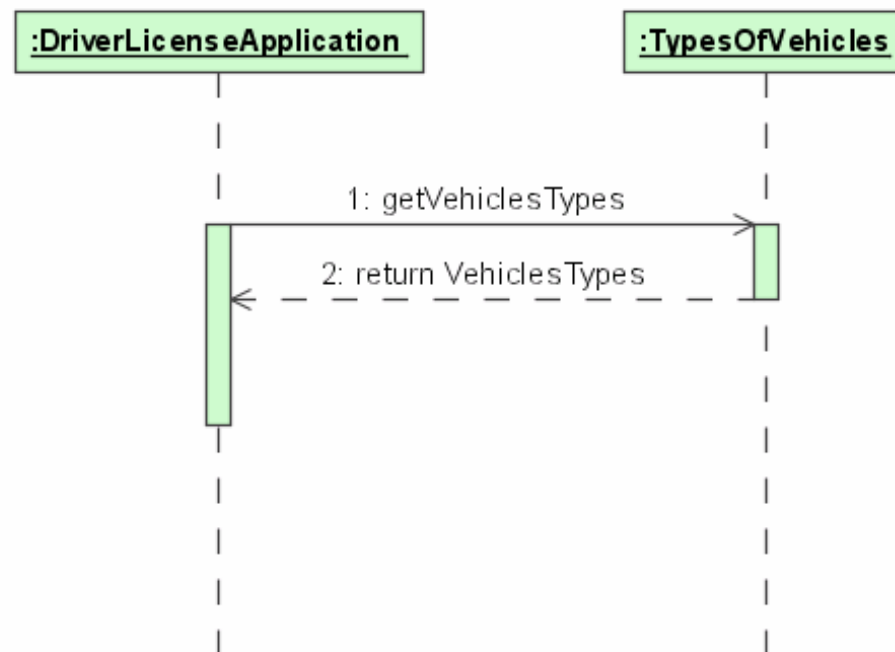 :DriverLicenseApplication
:TypesOfVehicles
1: getVehiclesTypes
2: return VehiclesTypes